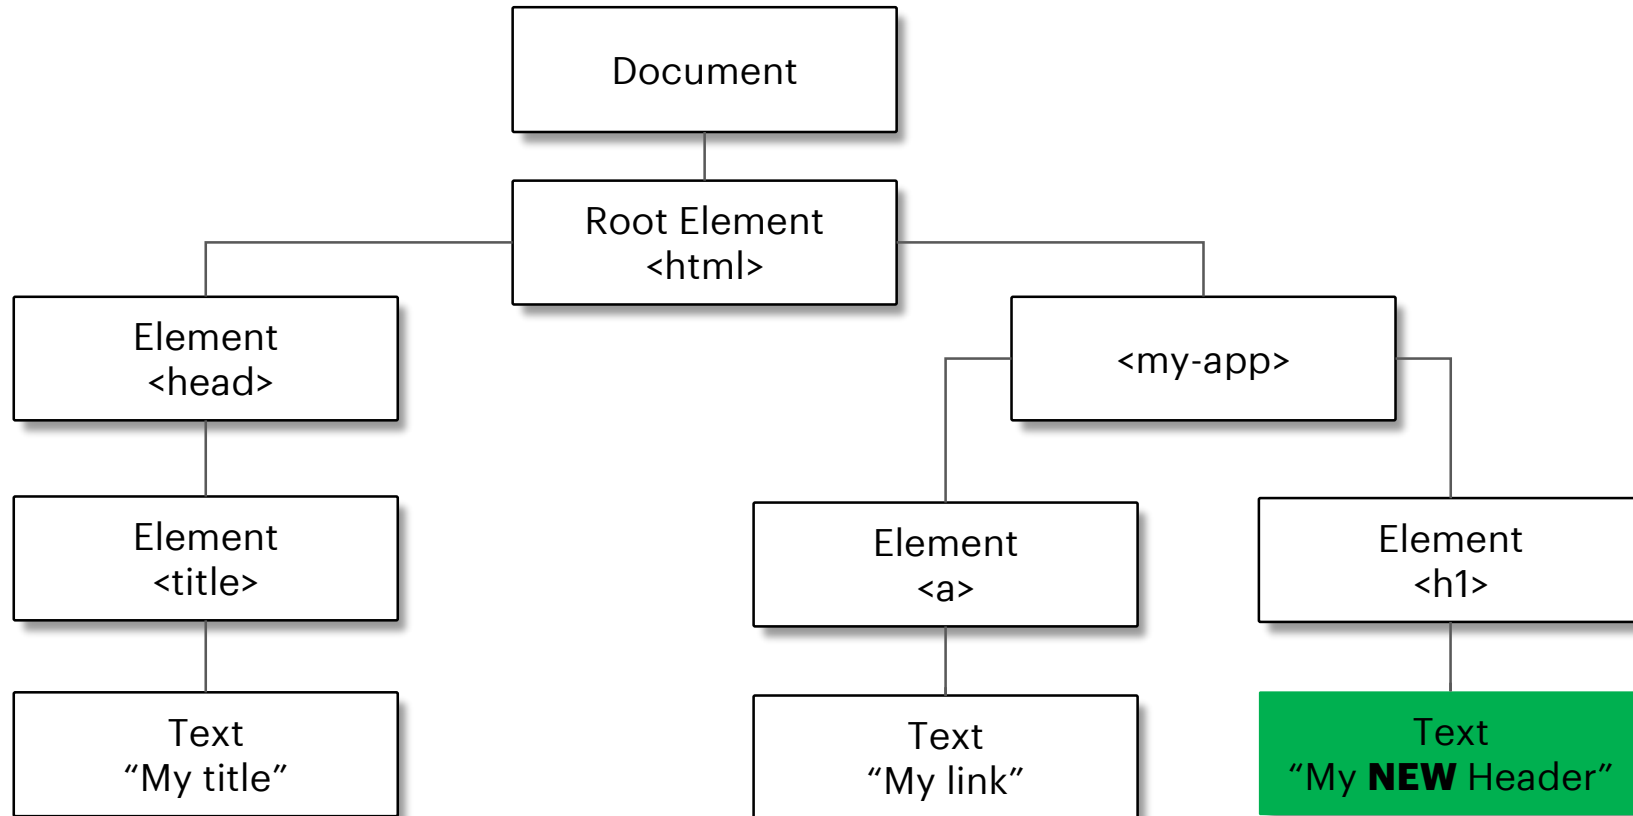 Document
Root Element
<html>
Element
<head>
<my-app>
Element
<title>
Element
<a>
Element
<h1>
Text
“My title”
Text
“My link”
Text
“My NEW Header”